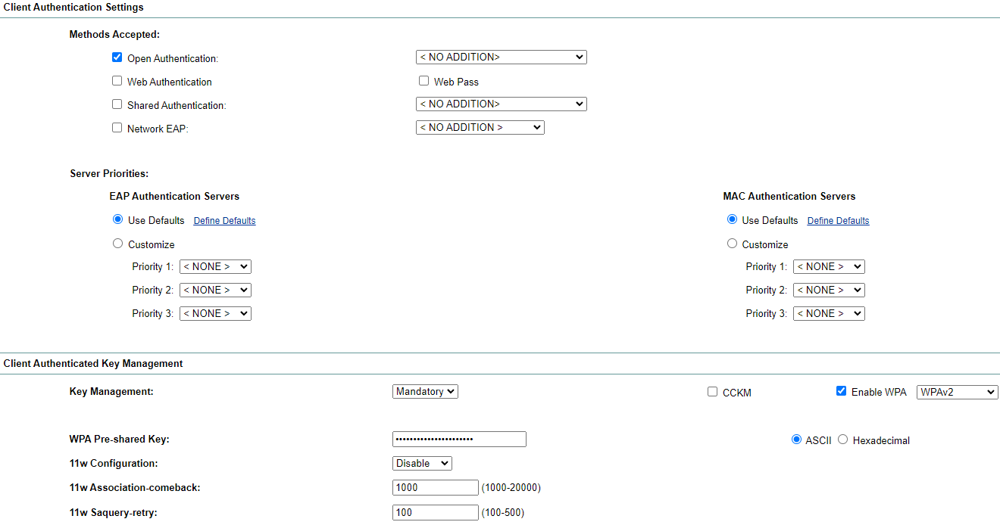 Client Authentication Settings
Methods Accepted:
Open Authentication: < NO ADDITION>
Web Authentication Web Pass
Shared Authentication: < NO ADDITION>
Network EAP: < NO ADDITION >
Server Priorities:
EAP Authentication Servers MAC Authentication Servers
Use Defaults Define Defaults Use Defaults Define Defaults
Customize Customize
Priority 1: < NONE > Priority 1: < NONE >
Priority 2: < NONE > Priority 2: < NONE >
Priority 3: < NONE > Priority 3: < NONE >
Client Authenticated Key Management
Key Management: Mandatory CCKM Enable WPA WPAv2
WPA Pre-shared Key: •••••••••••••••••••••• ASCII Hexadecimal
11w Configuration: Disable
11w Association-comeback: 1000 (1000-20000)
11w Saquery-retry: 100 (100-500)